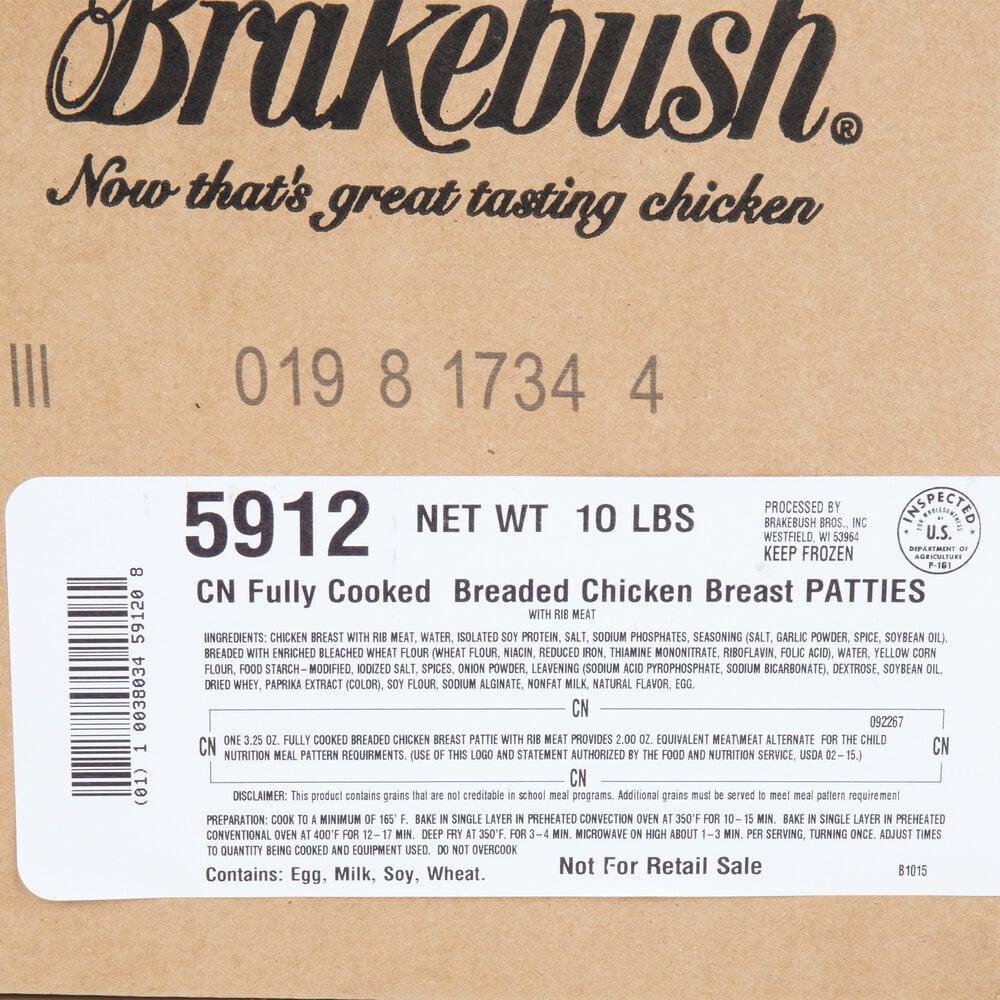 Brakebush®
Now that's great tasting chicken
019 8 1734 4
5912
NET WT 10 LBS
PROCESSED BY
BRAKEBUSH BROS., INC
WESTFIELD, WI 53964
KEEP FROZEN
INSPECTED
FOR WHOLESOMENESS
BY
U.S.
DEPARTMENT OF
AGRICULTURE
P-161
CN Fully Cooked Breaded Chicken Breast PATTIES
WITH RIB MEAT
IINGREDIENTS: CHICKEN BREAST WITH RIB MEAT, WATER, ISOLATED SOY PROTEIN, SALT, SODIUM PHOSPHATES, SEASONING (SALT, GARLIC POWDER, SPICE, SOYBEAN OIL).
BREADED WITH ENRICHED BLEACHED WHEAT FLOUR (WHEAT FLOUR, NIACIN, REDUCED IRON, THIAMINE MONONITRATE, RIBOFLAVIN, FOLIC ACID), WATER, YELLOW CORN
FLOUR, FOOD STARCH-MODIFIED, IODIZED SALT, SPICES, ONION POWDER, LEAVENING (SODIUM ACID PYROPHOSPHATE, SODIUM BICARBONATE), DEXTROSE, SOYBEAN OIL,
DRIED WHEY, PAPRIKA EXTRACT (COLOR), SOY FLOUR, SODIUM ALGINATE, NONFAT MILK, NATURAL FLAVOR, EGG.
CN
092267
CN ONE 3.25 OZ. FULLY COOKED BREADED CHICKEN BREAST PATTIE WITH RIB MEAT PROVIDES 2.00 OZ. EQUIVALENT MEAT\MEAT ALTERNATE FOR THE CHILD CN
NUTRITION MEAL PATTERN REQUIRMENTS. (USE OF THIS LOGO AND STATEMENT AUTHORIZED BY THE FOOD AND NUTRITION SERVICE, USDA 02-15.)
CN
DISCLAIMER: This product contains grains that are not creditable in school meal programs. Additional grains must be served to meet meal pattern requirement
PREPARATION: COOK TO A MINIMUM OF 165' F. BAKE IN SINGLE LAYER IN PREHEATED CONVECTION OVEN AT 350'F FOR 10-15 MIN. BAKE IN SINGLE LAYER IN PREHEATED
CONVENTIONAL OVEN AT 400'F FOR 12-17 MIN. DEEP FRY AT 350'F. FOR 3-4 MIN. MICROWAVE ON HIGH ABOUT 1-3 MIN. PER SERVING, TURNING ONCE. ADJUST TIMES
TO QUANTITY BEING COOKED AND EQUIPMENT USED. DO NOT OVERCOOK
Contains: Egg, Milk, Soy, Wheat.
Not For Retail Sale
B1015
(01) 1 0038034 59120 8